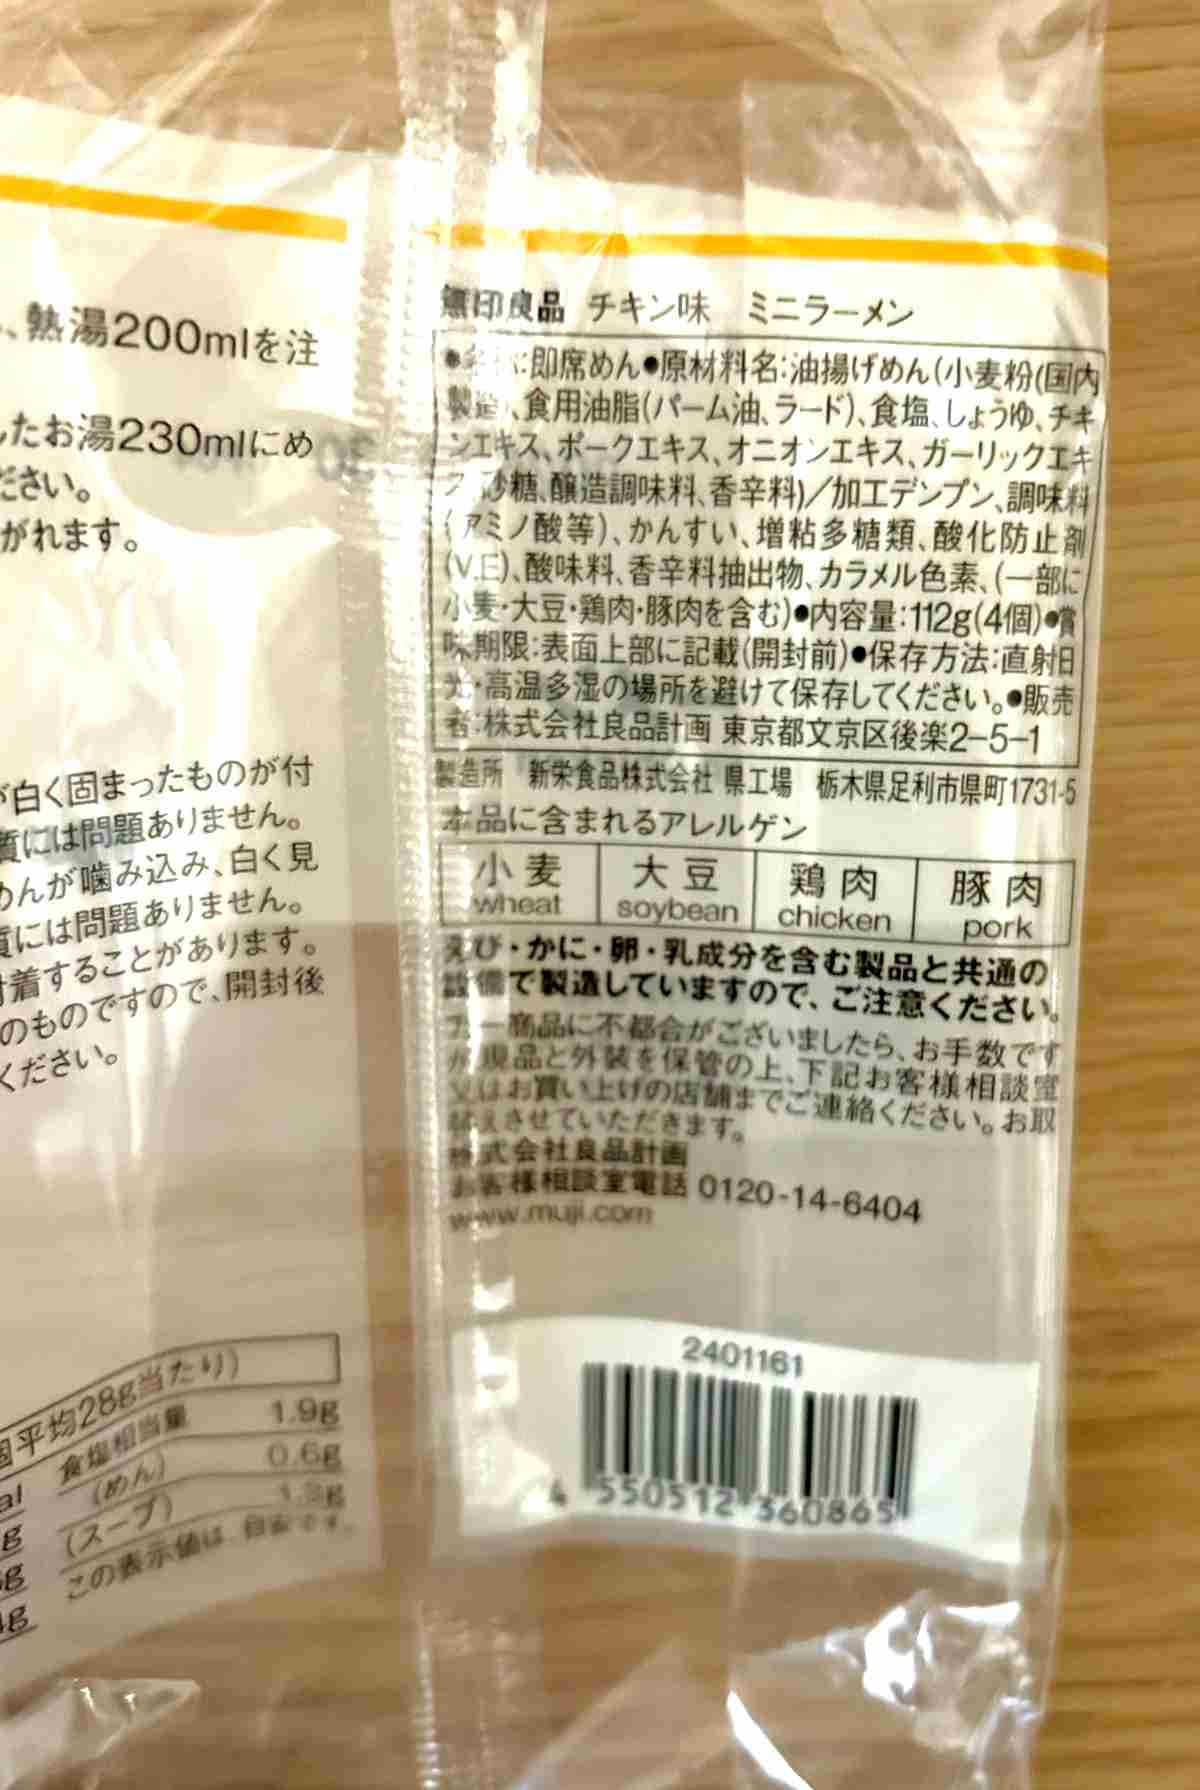 、熱湯200mlを注
したお湯230mlにめ
ださい。
がれます。
が白く固まったものが付
質には問題ありません。
めんが噛み込み、白く見
質には問題ありません。
付着することがあります。
のものですので、開封後
ください。
個平均28g当たり)
食塩相当量 1.9g
(めん) 0.6g
(スープ) 1.3g
この表示値は、目安です。
無印良品 チキン味 ミニラーメン
●名称:即席めん●原材料名:油揚げめん(小麦粉(国内
製造)、食用油脂(パーム油、ラード)、食塩、しょうゆ、チキ
ンエキス、ポークエキス、オニオンエキス、ガーリックエキ
ス、砂糖、醸造調味料、香辛料)/加工デンプン、調味料
(アミノ酸等)、かんすい、増粘多糖類、酸化防止剤
(V.E)、酸味料、香辛料抽出物、カラメル色素、(一部に
小麦・大豆・鶏肉・豚肉を含む)●内容量:112g(4個)●賞
味期限:表面上部に記載(開封前)●保存方法:直射日
光・高温多湿の場所を避けて保存してください。●販売
者:株式会社良品計画 東京都文京区後楽2-5-1
製造所 新栄食品株式会社 県工場 栃木県足利市県町1731-5
本品に含まれるアレルゲン
小麦 大豆 鶏肉 豚肉
wheat soybean chicken pork
えび・かに・卵・乳成分を含む製品と共通の
設備で製造していますので、ご注意ください。
万一商品に不都合がございましたら、お手数です
が現品と外装を保管の上、下記お客様相談室
又はお買い上げの店舗までご連絡ください。お取
替えさせていただきます。
株式会社良品計画
お客様相談室電話 0120-14-6404
www.muji.com
2401161
4 550512 360865